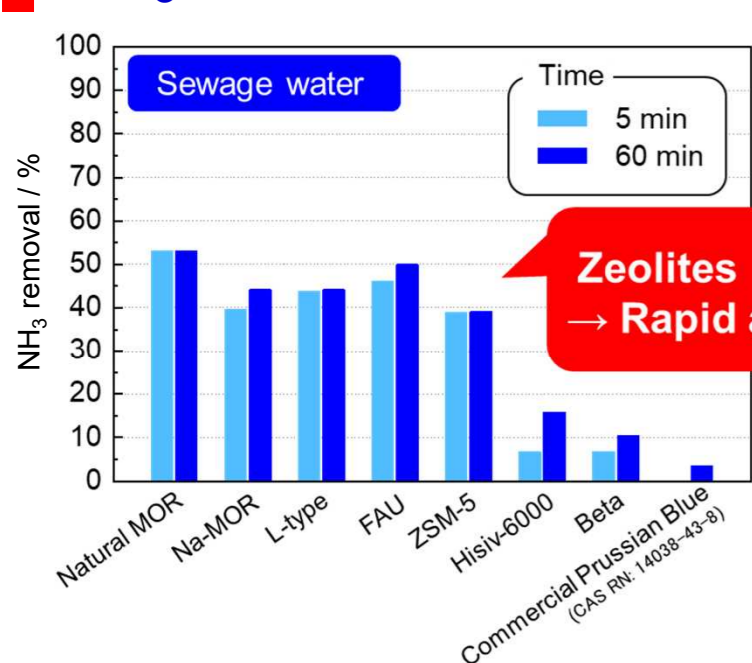 100
90
80
70
60
50
40
30
20
10
0
NH₃ removal / %
Sewage water
Time
5 min
60 min
Zeolites
→ Rapid
Natural MOR
Na-MOR
L-type
FAU
ZSM-5
Hisiv-6000
Beta
Commercial Prussian Blue
(CAS RN: 14038-43-8)